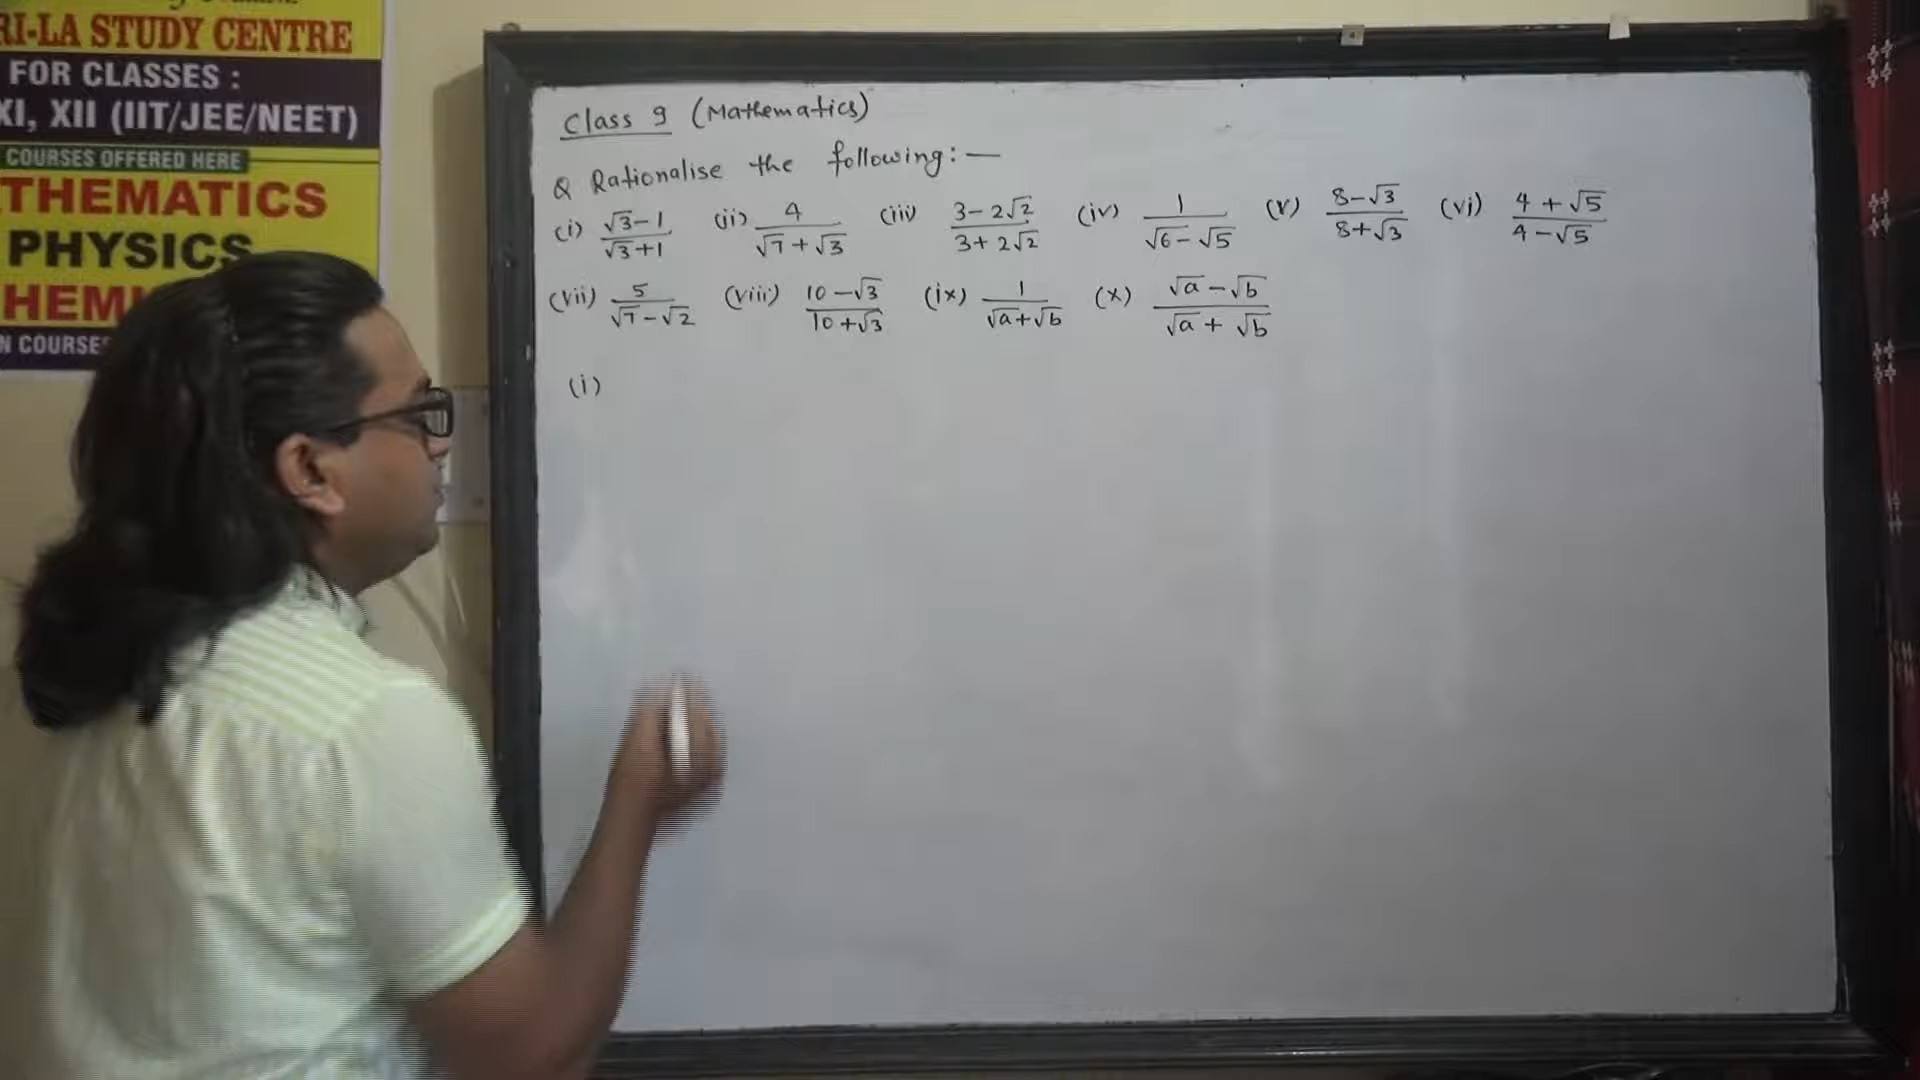 RI-LA STUDY CENTRE
FOR CLASSES :
XI, XII (IIT/JEE/NEET)
COURSES OFFERED HERE
THEMATICS
PHYSICS
HEM
N COURSES
Class 9 (Mathematics)
Q Rationalise the following:—
(i) √3-1/√3+1 (ii) 4/√7+√3 (iii) 3-2√2/3+2√2 (iv) 1/√6-√5 (v) 8-√3/8+√3 (vi) 4+√5/4-√5
(vii) 5/√7-√2 (viii) 10-√3/10+√3 (ix) 1/√a+√b (x) √a-√b/√a+√b
(i)